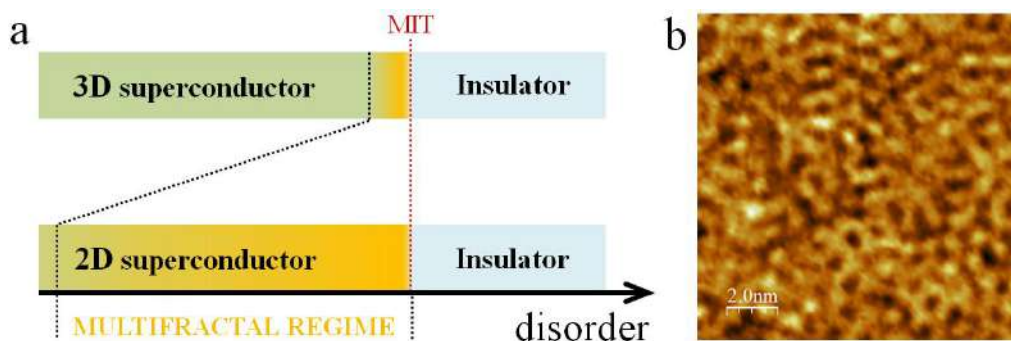 a
MIT
3D superconductor
Insulator
2D superconductor
Insulator
MULTIFRACTAL REGIME
disorder
b
2.0nm